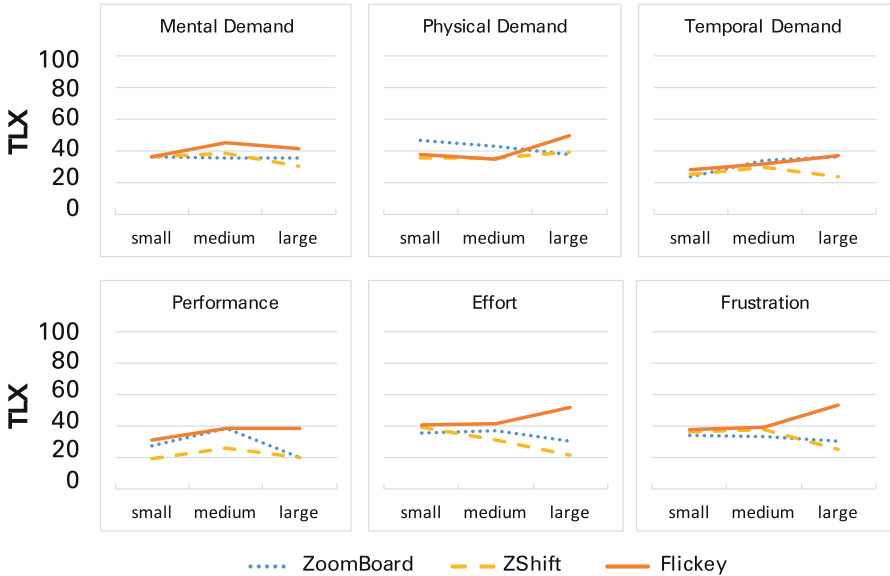 Mental Demand
Physical Demand
Temporal Demand
TLX
100
80
60
40
20
0
small medium large
small medium large
small medium large
Performance
Effort
Frustration
TLX
100
80
60
40
20
0
small medium large
small medium large
small medium large
ZoomBoard ZShift Flickey